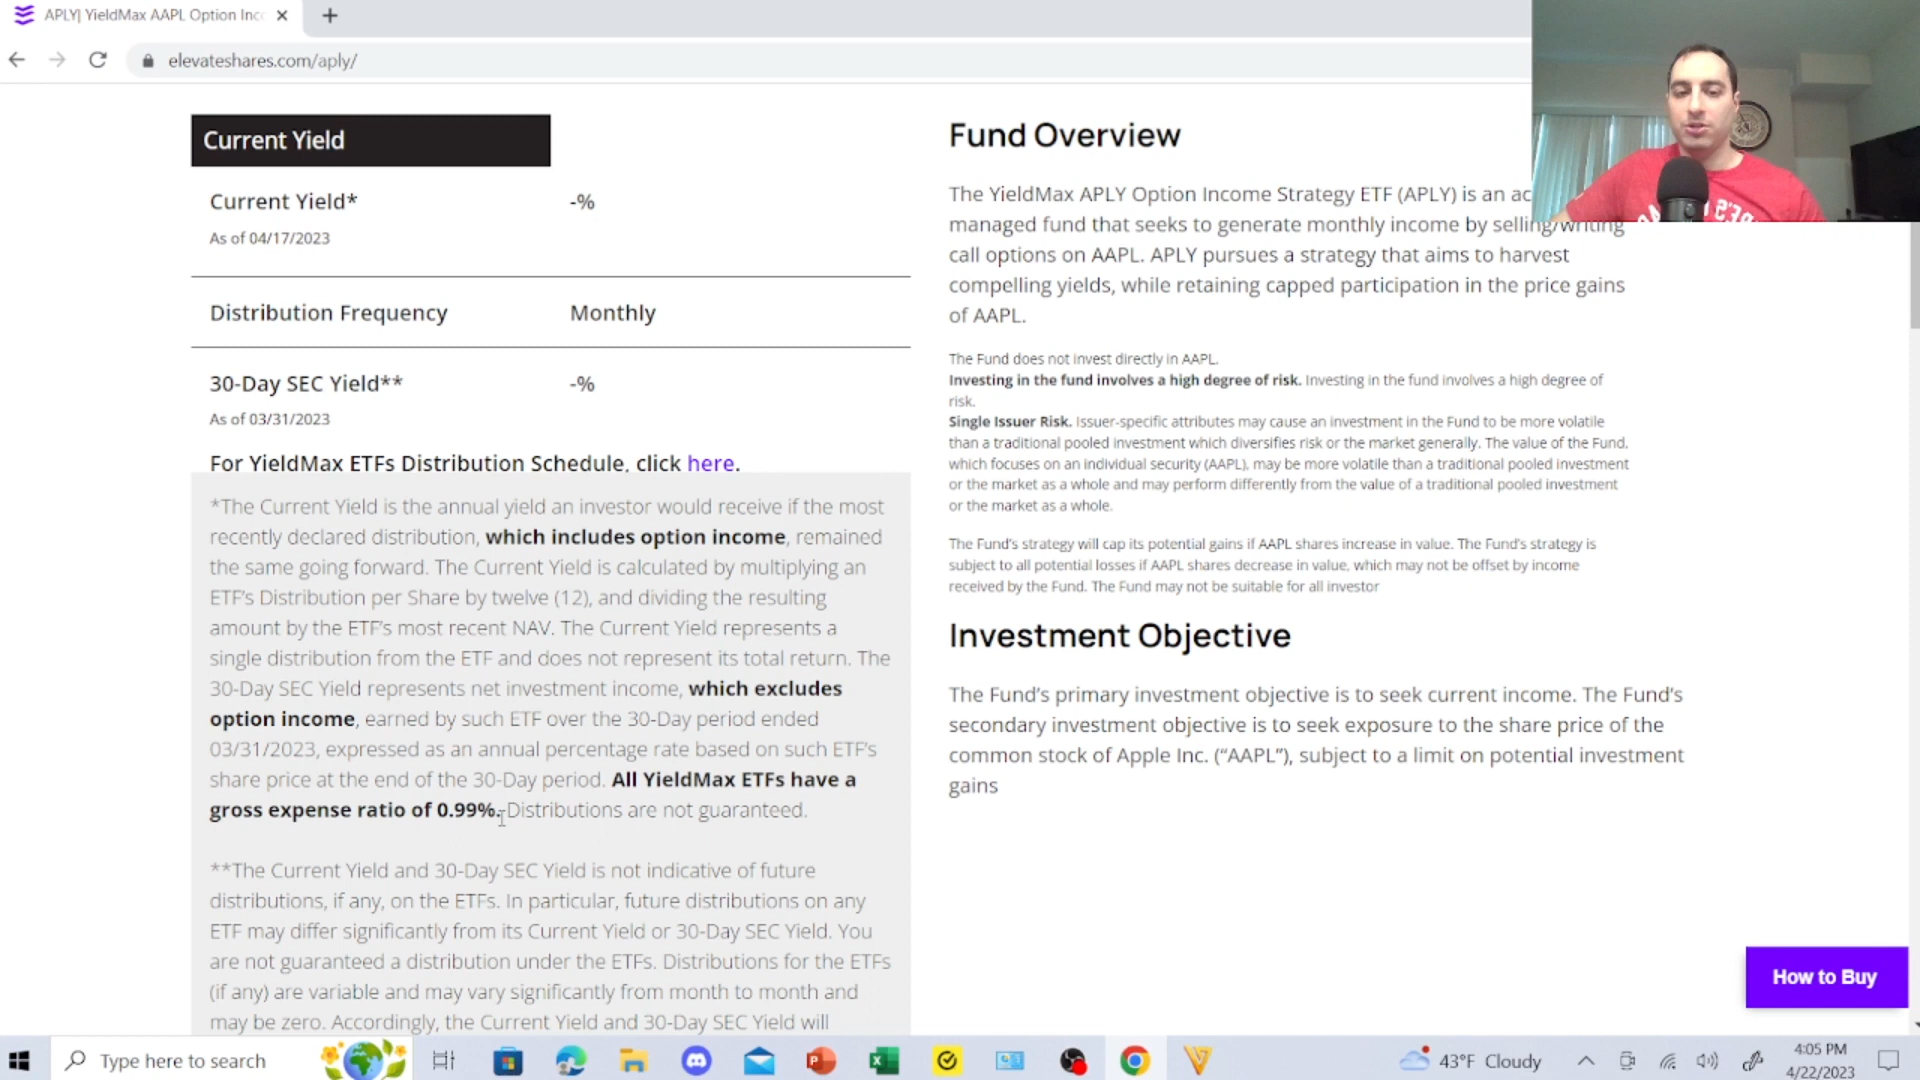 APLY| YieldMax AAPL Option Inc
elevateshares.com/aply/
Current Yield
Current Yield* -%
As of 04/17/2023
Distribution Frequency Monthly
30-Day SEC Yield** -%
As of 03/31/2023
For YieldMax ETFs Distribution Schedule, click here.
*The Current Yield is the annual yield an investor would receive if the most
recently declared distribution, which includes option income, remained
the same going forward. The Current Yield is calculated by multiplying an
ETF's Distribution per Share by twelve (12), and dividing the resulting
amount by the ETF's most recent NAV. The Current Yield represents a
single distribution from the ETF and does not represent its total return. The
30-Day SEC Yield represents net investment income, which excludes
option income, earned by such ETF over the 30-Day period ended
03/31/2023, expressed as an annual percentage rate based on such ETF's
share price at the end of the 30-Day period. All YieldMax ETFs have a
gross expense ratio of 0.99%. Distributions are not guaranteed.
**The Current Yield and 30-Day SEC Yield is not indicative of future
distributions, if any, on the ETFs. In particular, future distributions on any
ETF may differ significantly from its Current Yield or 30-Day SEC Yield. You
are not guaranteed a distribution under the ETFs. Distributions for the ETFs
(if any) are variable and may vary significantly from month to month and
may be zero. Accordingly, the Current Yield and 30-Day SEC Yield will
Fund Overview
The YieldMax APLY Option Income Strategy ETF (APLY) is an ac
managed fund that seeks to generate monthly income by selling/writing
call options on AAPL. APLY pursues a strategy that aims to harvest
compelling yields, while retaining capped participation in the price gains
of AAPL.
The Fund does not invest directly in AAPL.
Investing in the fund involves a high degree of risk. Investing in the fund involves a high degree of
risk.
Single Issuer Risk. Issuer-specific attributes may cause an investment in the Fund to be more volatile
than a traditional pooled investment which diversifies risk or the market generally. The value of the Fund,
which focuses on an individual security (AAPL), may be more volatile than a traditional pooled investment
or the market as a whole and may perform differently from the value of a traditional pooled investment
or the market as a whole.
The Fund's strategy will cap its potential gains if AAPL shares increase in value. The Fund's strategy is
subject to all potential losses if AAPL shares decrease in value, which may not be offset by income
received by the Fund. The Fund may not be suitable for all investor
Investment Objective
The Fund's primary investment objective is to seek current income. The Fund's
secondary investment objective is to seek exposure to the share price of the
common stock of Apple Inc. ("AAPL"), subject to a limit on potential investment
gains
How to Buy
Type here to search
43°F Cloudy
4:05 PM
4/22/2023